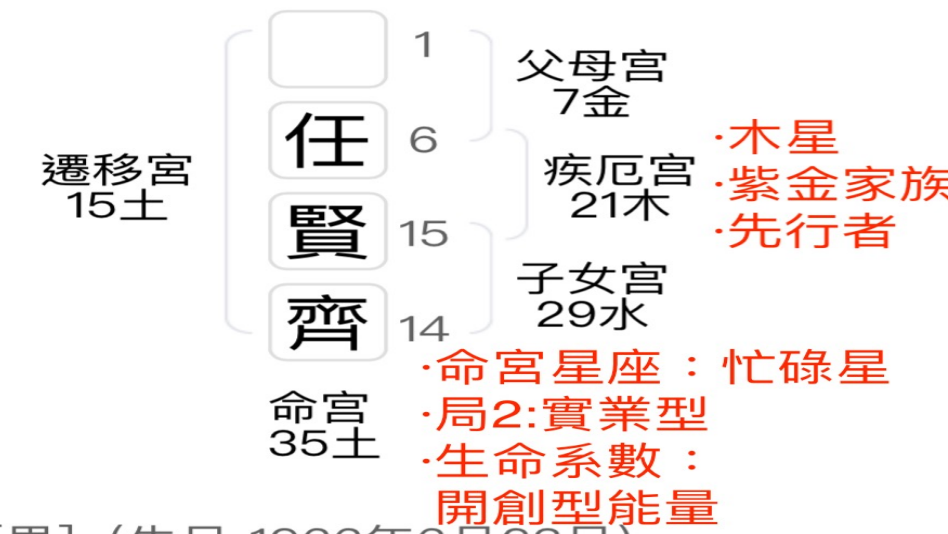 1
父母宮
7金
任
6
·木星
遷移宮
15土
疾厄宮
21木
·紫金家族
賢
15
·先行者
子女宮
29水
齊
14
·命宮星座：忙碌星
命宮
35土
·局2:實業型
·生命系數：
開創型能量